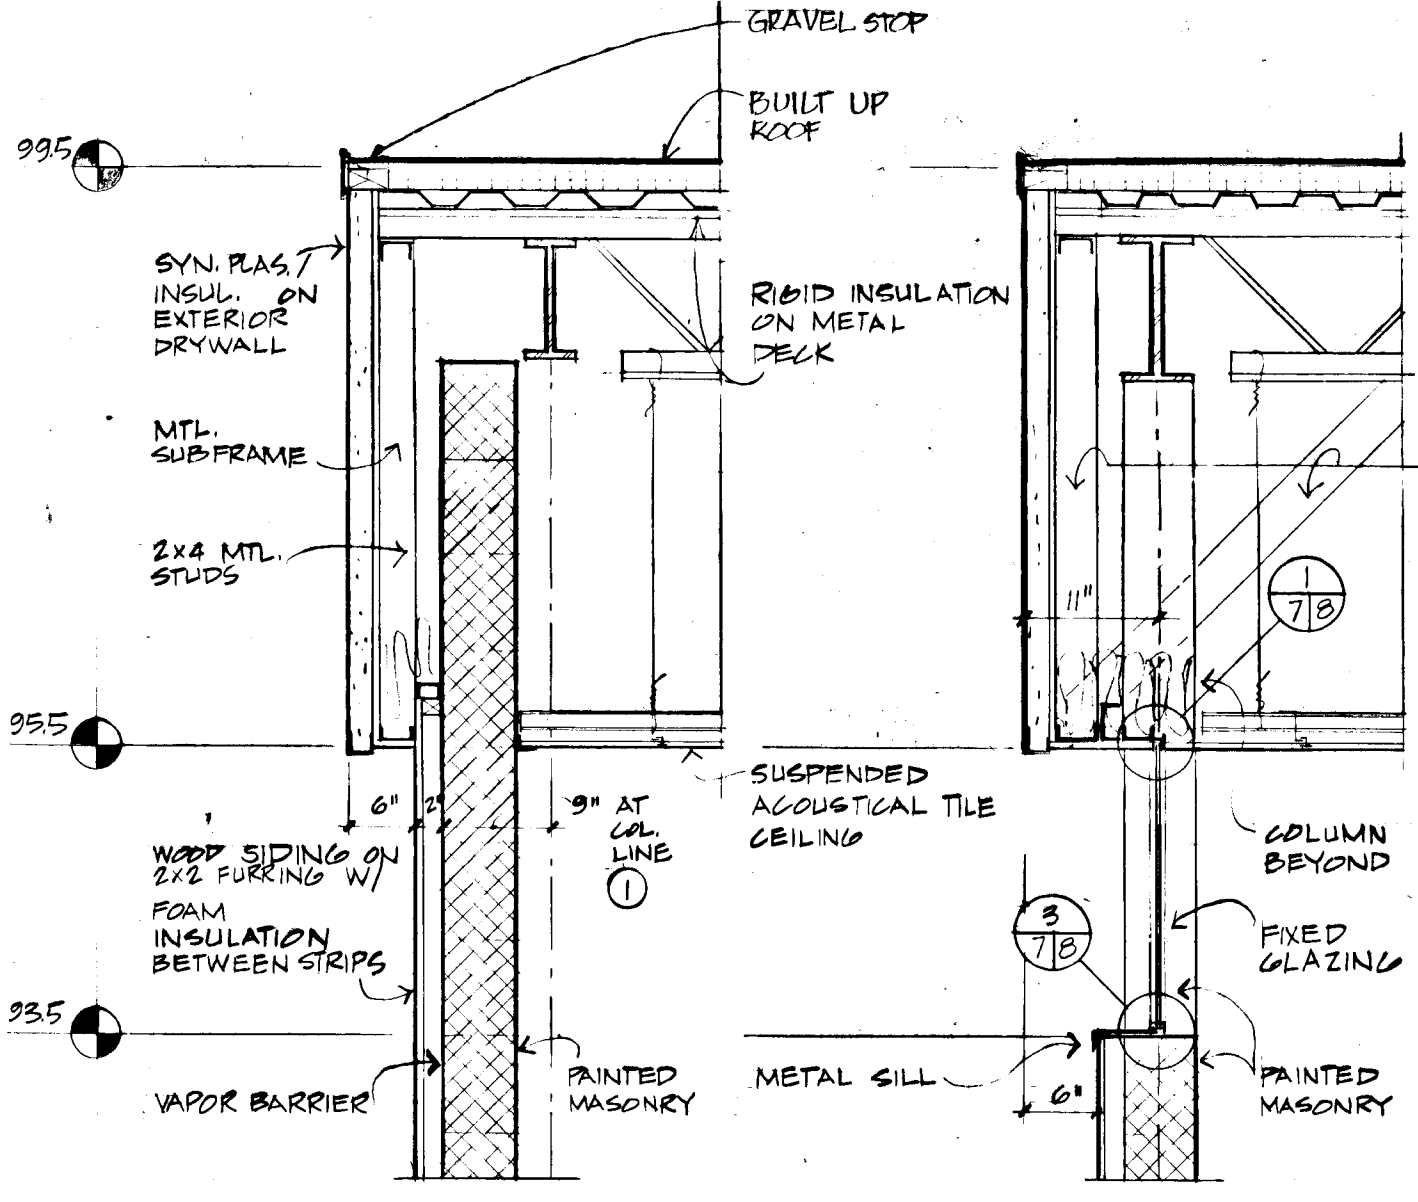 GRAVEL STOP
BUILT UP
ROOF
99.5
SYN. PLAS. /
INSUL. ON
EXTERIOR
DRYWALL
RIGID INSULATION
ON METAL
DECK
MTL.
SUBFRAME
2x4 MTL.
STUDS
11"
1
7 8
95.5
6"
2"
9" AT
COL.
LINE
1
SUSPENDED
ACOUSTICAL TILE
CEILING
COLUMN
BEYOND
WOOD SIDING ON
2x2 FURRING W/
FOAM
INSULATION
BETWEEN STRIPS
3
7 8
FIXED
GLAZING
93.5
VAPOR BARRIER
PAINTED
MASONRY
METAL SILL
6"
PAINTED
MASONRY